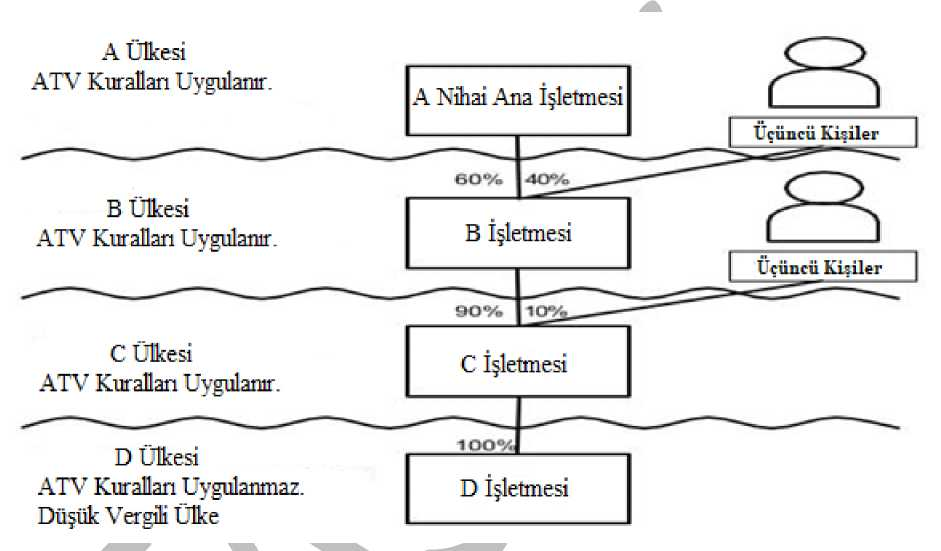 A Ülkesi
ATV Kuralları Uygulanır.
A Nihai Ana İşletmesi
Üçüncü Kişiler
60% 40%
B Ülkesi
ATV Kuralları Uygulanır.
B İşletmesi
Üçüncü Kişiler
90% 10%
C Ülkesi
ATV Kuralları Uygulanır.
C İşletmesi
100%
D Ülkesi
ATV Kuralları Uygulanmaz.
Düşük Vergili Ülke
D İşletmesi